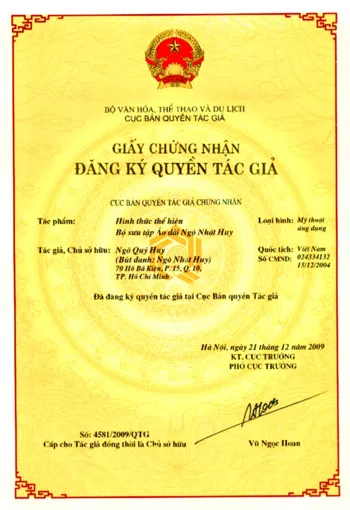 BỘ VĂN HÓA, THỂ THAO VÀ DU LỊCH
CỤC BẢN QUYỀN TÁC GIẢ
GIẤY CHỨNG NHẬN
ĐĂNG KÝ QUYỀN TÁC GIẢ
CỤC BẢN QUYỀN TÁC GIẢ CHỨNG NHẬN
Tác phẩm: Hình thức thể hiện Loại hình: Mỹ thuật
Bộ sưu tập Áo dài Ngô Nhật Huy ứng dụng
Tác giả, Chủ sở hữu: Ngô Quý Huy Quốc tịch: Việt Nam
(Bút danh: Ngô Nhật Huy) Số CMND: 024334132
70 Hồ Bá Kiện, P. 15, Q. 10, 15/12/2004
TP. Hồ Chí Minh
Đã đăng ký quyền tác giả tại Cục Bản quyền Tác giả
Hà Nội, ngày 21 tháng 12 năm 2009
KT. CỤC TRƯỞNG
PHÓ CỤC TRƯỞNG
Số: 4581/2009/QTG
Cấp cho Tác giả đồng thời là Chủ sở hữu Vũ Ngọc Hoan